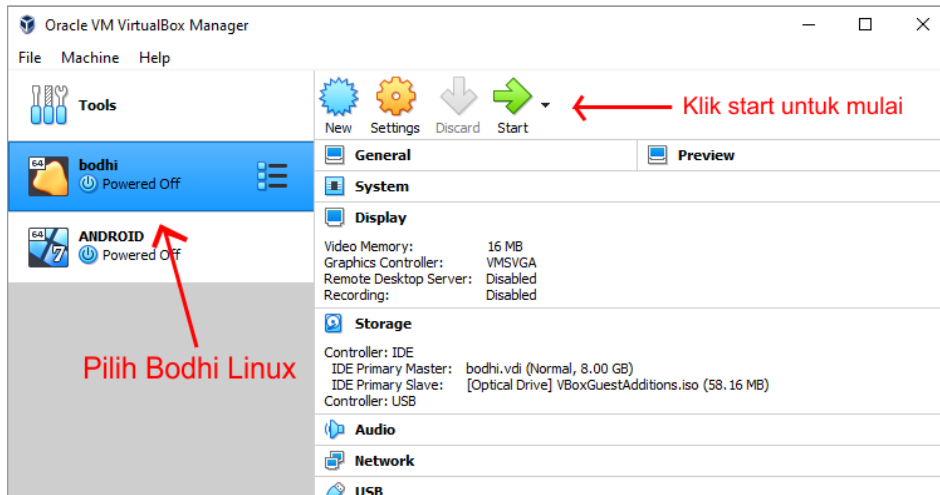 Oracle VM VirtualBox Manager
File Machine Help
Tools
New Settings Discard Start
Klik start untuk mulai
64
bodhi
Powered Off
64
7
ANDROID
Powered Off
Pilih Bodhi Linux
General
Preview
System
Display
Video Memory: 16 MB
Graphics Controller: VMSVGA
Remote Desktop Server: Disabled
Recording: Disabled
Storage
Controller: IDE
IDE Primary Master: bodhi.vdi (Normal, 8.00 GB)
IDE Primary Slave: [Optical Drive] VBoxGuestAdditions.iso (58.16 MB)
Controller: USB
Audio
Network
USB